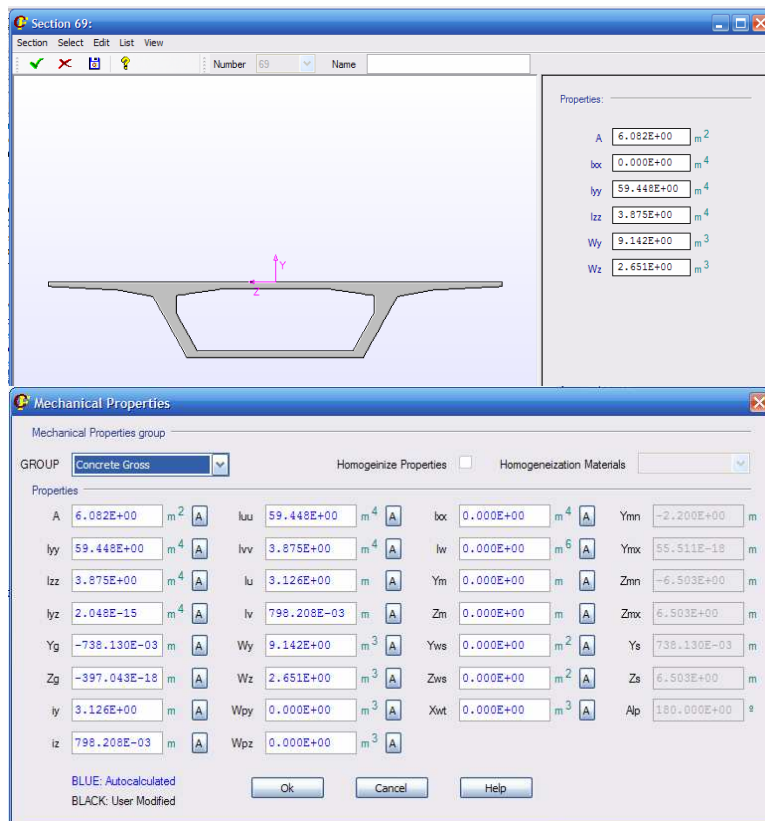 Section 69:
Section Select Edit List View
Number 69 Name
Properties:
A 6.082E+00 m2
Ixx 0.000E+00 m4
Iyy 59.448E+00 m4
Izz 3.875E+00 m4
Wy 9.142E+00 m3
Wz 2.651E+00 m3
Y
Z
Mechanical Properties
Mechanical Properties group
GROUP Concrete Gross Homogeinize Properties Homogeneization Materials
Properties
A 6.082E+00 m2 A Iuu 59.448E+00 m4 A Ixx 0.000E+00 m4 A Ymn -2.200E+00 m
Iyy 59.448E+00 m4 A Ivv 3.875E+00 m4 A Iw 0.000E+00 m6 A Ymx 55.511E-18 m
Izz 3.875E+00 m4 A Iu 3.126E+00 m A Ym 0.000E+00 m A Zmn -6.503E+00 m
Iyz 2.048E-15 m4 A Iv 798.208E-03 m A Zm 0.000E+00 m A Zmx 6.503E+00 m
Yg -738.130E-03 m A Wy 9.142E+00 m3 A Yws 0.000E+00 m2 A Ys 738.130E-03 m
Zg -397.043E-18 m A Wz 2.651E+00 m3 A Zws 0.000E+00 m2 A Zs 6.503E+00 m
iy 3.126E+00 m A Wpy 0.000E+00 m3 A Xwt 0.000E+00 m3 A Alp 180.000E+00 º
iz 798.208E-03 m A Wpz 0.000E+00 m3 A
BLUE: Autocalculated
BLACK: User Modified
Ok Cancel Help